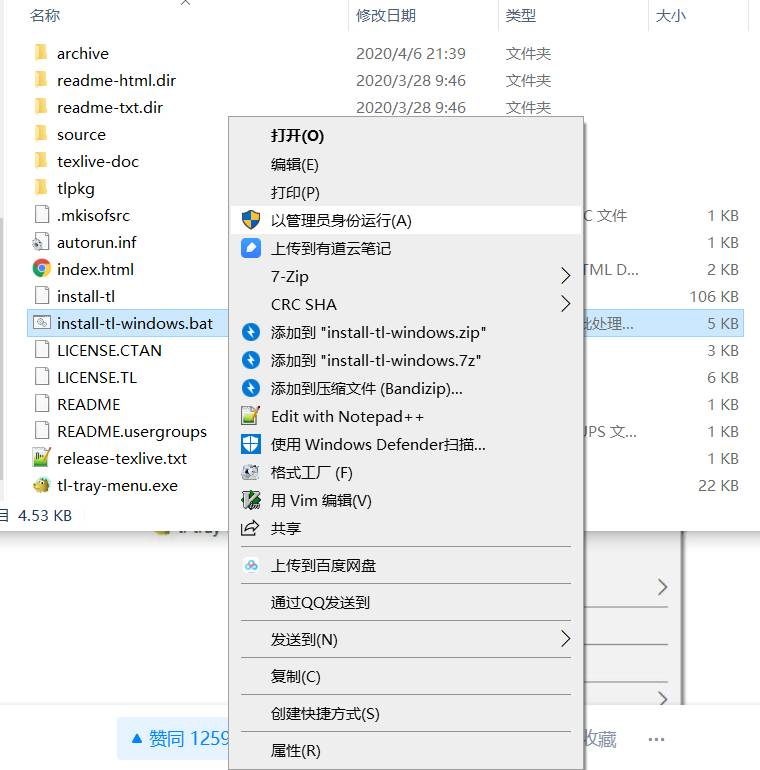 名称 修改日期 类型 大小
archive 2020/4/6 21:39 文件夹
readme-html.dir 2020/3/28 9:46 文件夹
readme-txt.dir 2020/3/28 9:46 文件夹
source
texlive-doc
tlpkg
.mkisofsrc C 文件 1 KB
autorun.inf 1 KB
index.html TML D... 2 KB
install-tl 106 KB
install-tl-windows.bat 批处理... 5 KB
LICENSE.CTAN 3 KB
LICENSE.TL 6 KB
README 1 KB
README.usergroups UPS 文... 1 KB
release-texlive.txt 1 KB
tl-tray-menu.exe 22 KB
目 4.53 KB
打开(O)
编辑(E)
打印(P)
以管理员身份运行(A)
上传到有道云笔记
7-Zip
CRC SHA
添加到 "install-tl-windows.zip"
添加到 "install-tl-windows.7z"
添加到压缩文件 (Bandizip)...
Edit with Notepad++
使用 Windows Defender扫描...
格式工厂 (F)
用 Vim 编辑(V)
共享
上传到百度网盘
通过QQ发送到
发送到(N)
复制(C)
创建快捷方式(S)
属性(R)
赞同 1259 收藏 ...